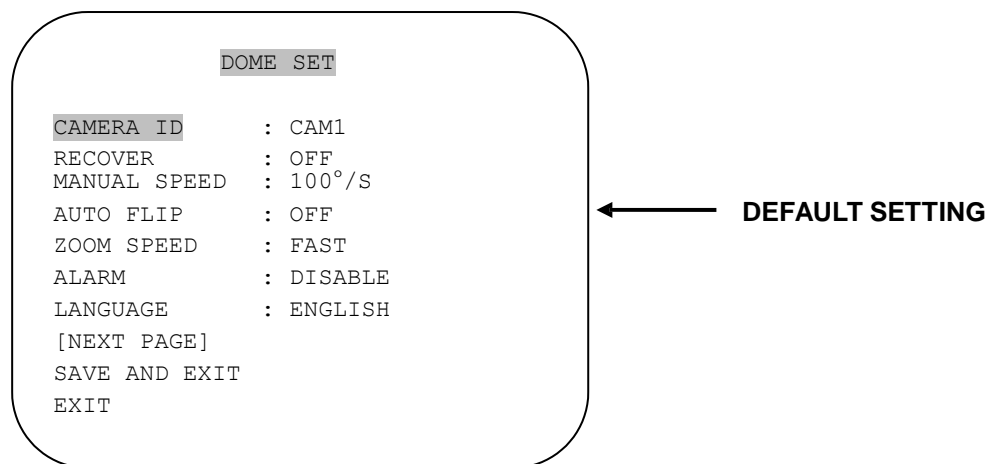 DOME SET
CAMERA ID : CAM1
RECOVER : OFF
MANUAL SPEED : 100°/S
AUTO FLIP : OFF
ZOOM SPEED : FAST
ALARM : DISABLE
LANGUAGE : ENGLISH
[NEXT PAGE]
SAVE AND EXIT
EXIT
DEFAULT SETTING